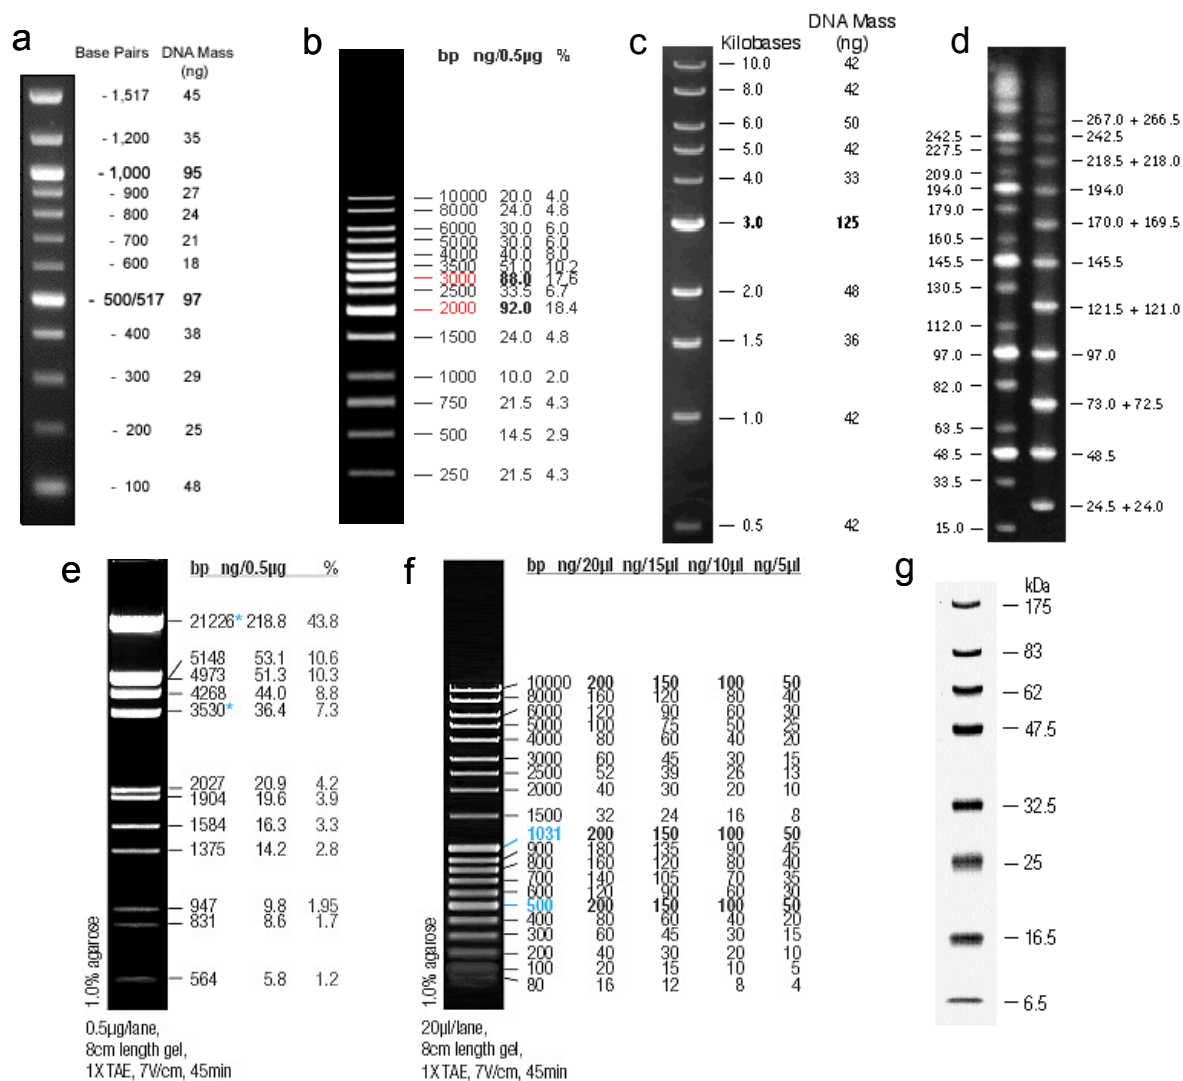 a
Base Pairs DNA Mass
(ng)
- 1,517 45
- 1,200 35
- 1,000 95
- 900 27
- 800 24
- 700 21
- 600 18
- 500/517 97
- 400 38
- 300 29
- 200 25
- 100 48
b
bp ng/0.5µg %
10000 20.0 4.0
8000 24.0 4.8
6000 30.0 6.0
5000 30.0 6.0
4000 40.0 8.0
3500 51.0 10.2
3000 88.0 17.6
2500 33.5 6.7
2000 92.0 18.4
1500 24.0 4.8
1000 10.0 2.0
750 21.5 4.3
500 14.5 2.9
250 21.5 4.3
c
Kilobases DNA Mass
(ng)
10.0 42
8.0 42
6.0 50
5.0 42
4.0 33
3.0 125
2.0 48
1.5 36
1.0 42
0.5 42
d
242.5
227.5
209.0
194.0
179.0
160.5
145.5
130.5
112.0
97.0
82.0
63.5
48.5
33.5
15.0
267.0 + 266.5
242.5
218.5 + 218.0
194.0
170.0 + 169.5
145.5
121.5 + 121.0
97.0
73.0 + 72.5
48.5
24.5 + 24.0
e
bp ng/0.5µg %
21226* 218.8 43.8
5148 53.1 10.6
4973 51.3 10.3
4268 44.0 8.8
3530* 36.4 7.3
2027 20.9 4.2
1904 19.6 3.9
1584 16.3 3.3
1375 14.2 2.8
947 9.8 1.95
831 8.6 1.7
564 5.8 1.2
1.0% agarose
0.5µg/lane,
8cm length gel,
1X TAE, 7V/cm, 45min
f
bp ng/20µl ng/15µl ng/10µl ng/5µl
10000 200 150 100 50
8000 160 120 80 40
6000 120 90 60 30
5000 100 75 50 25
4000 80 60 40 20
3000 60 45 30 15
2500 52 39 26 13
2000 40 30 20 10
1500 32 24 16 8
1031 200 150 100 50
900 180 135 90 45
800 160 120 80 40
700 140 105 70 35
600 120 90 60 30
500 200 150 100 50
400 80 60 40 20
300 60 45 30 15
200 40 30 20 10
100 20 15 10 5
80 16 12 8 4
1.0% agarose
20µl/lane,
8cm length gel,
1X TAE, 7V/cm, 45min
g
kDa
175
83
62
47.5
32.5
25
16.5
6.5